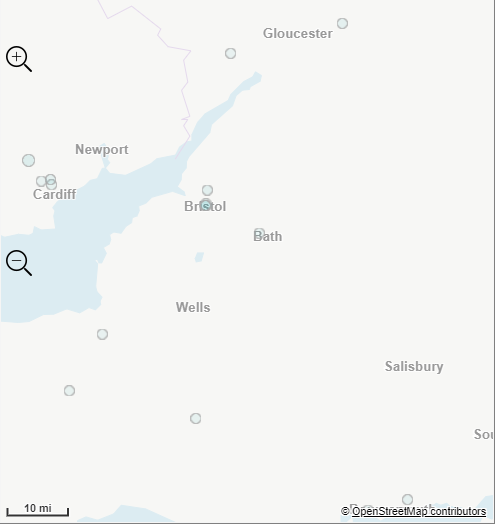 Gloucester
Newport
Cardiff
Bristol
Bath
Wells
Salisbury
Sou
10 mi
© OpenStreetMap contributors